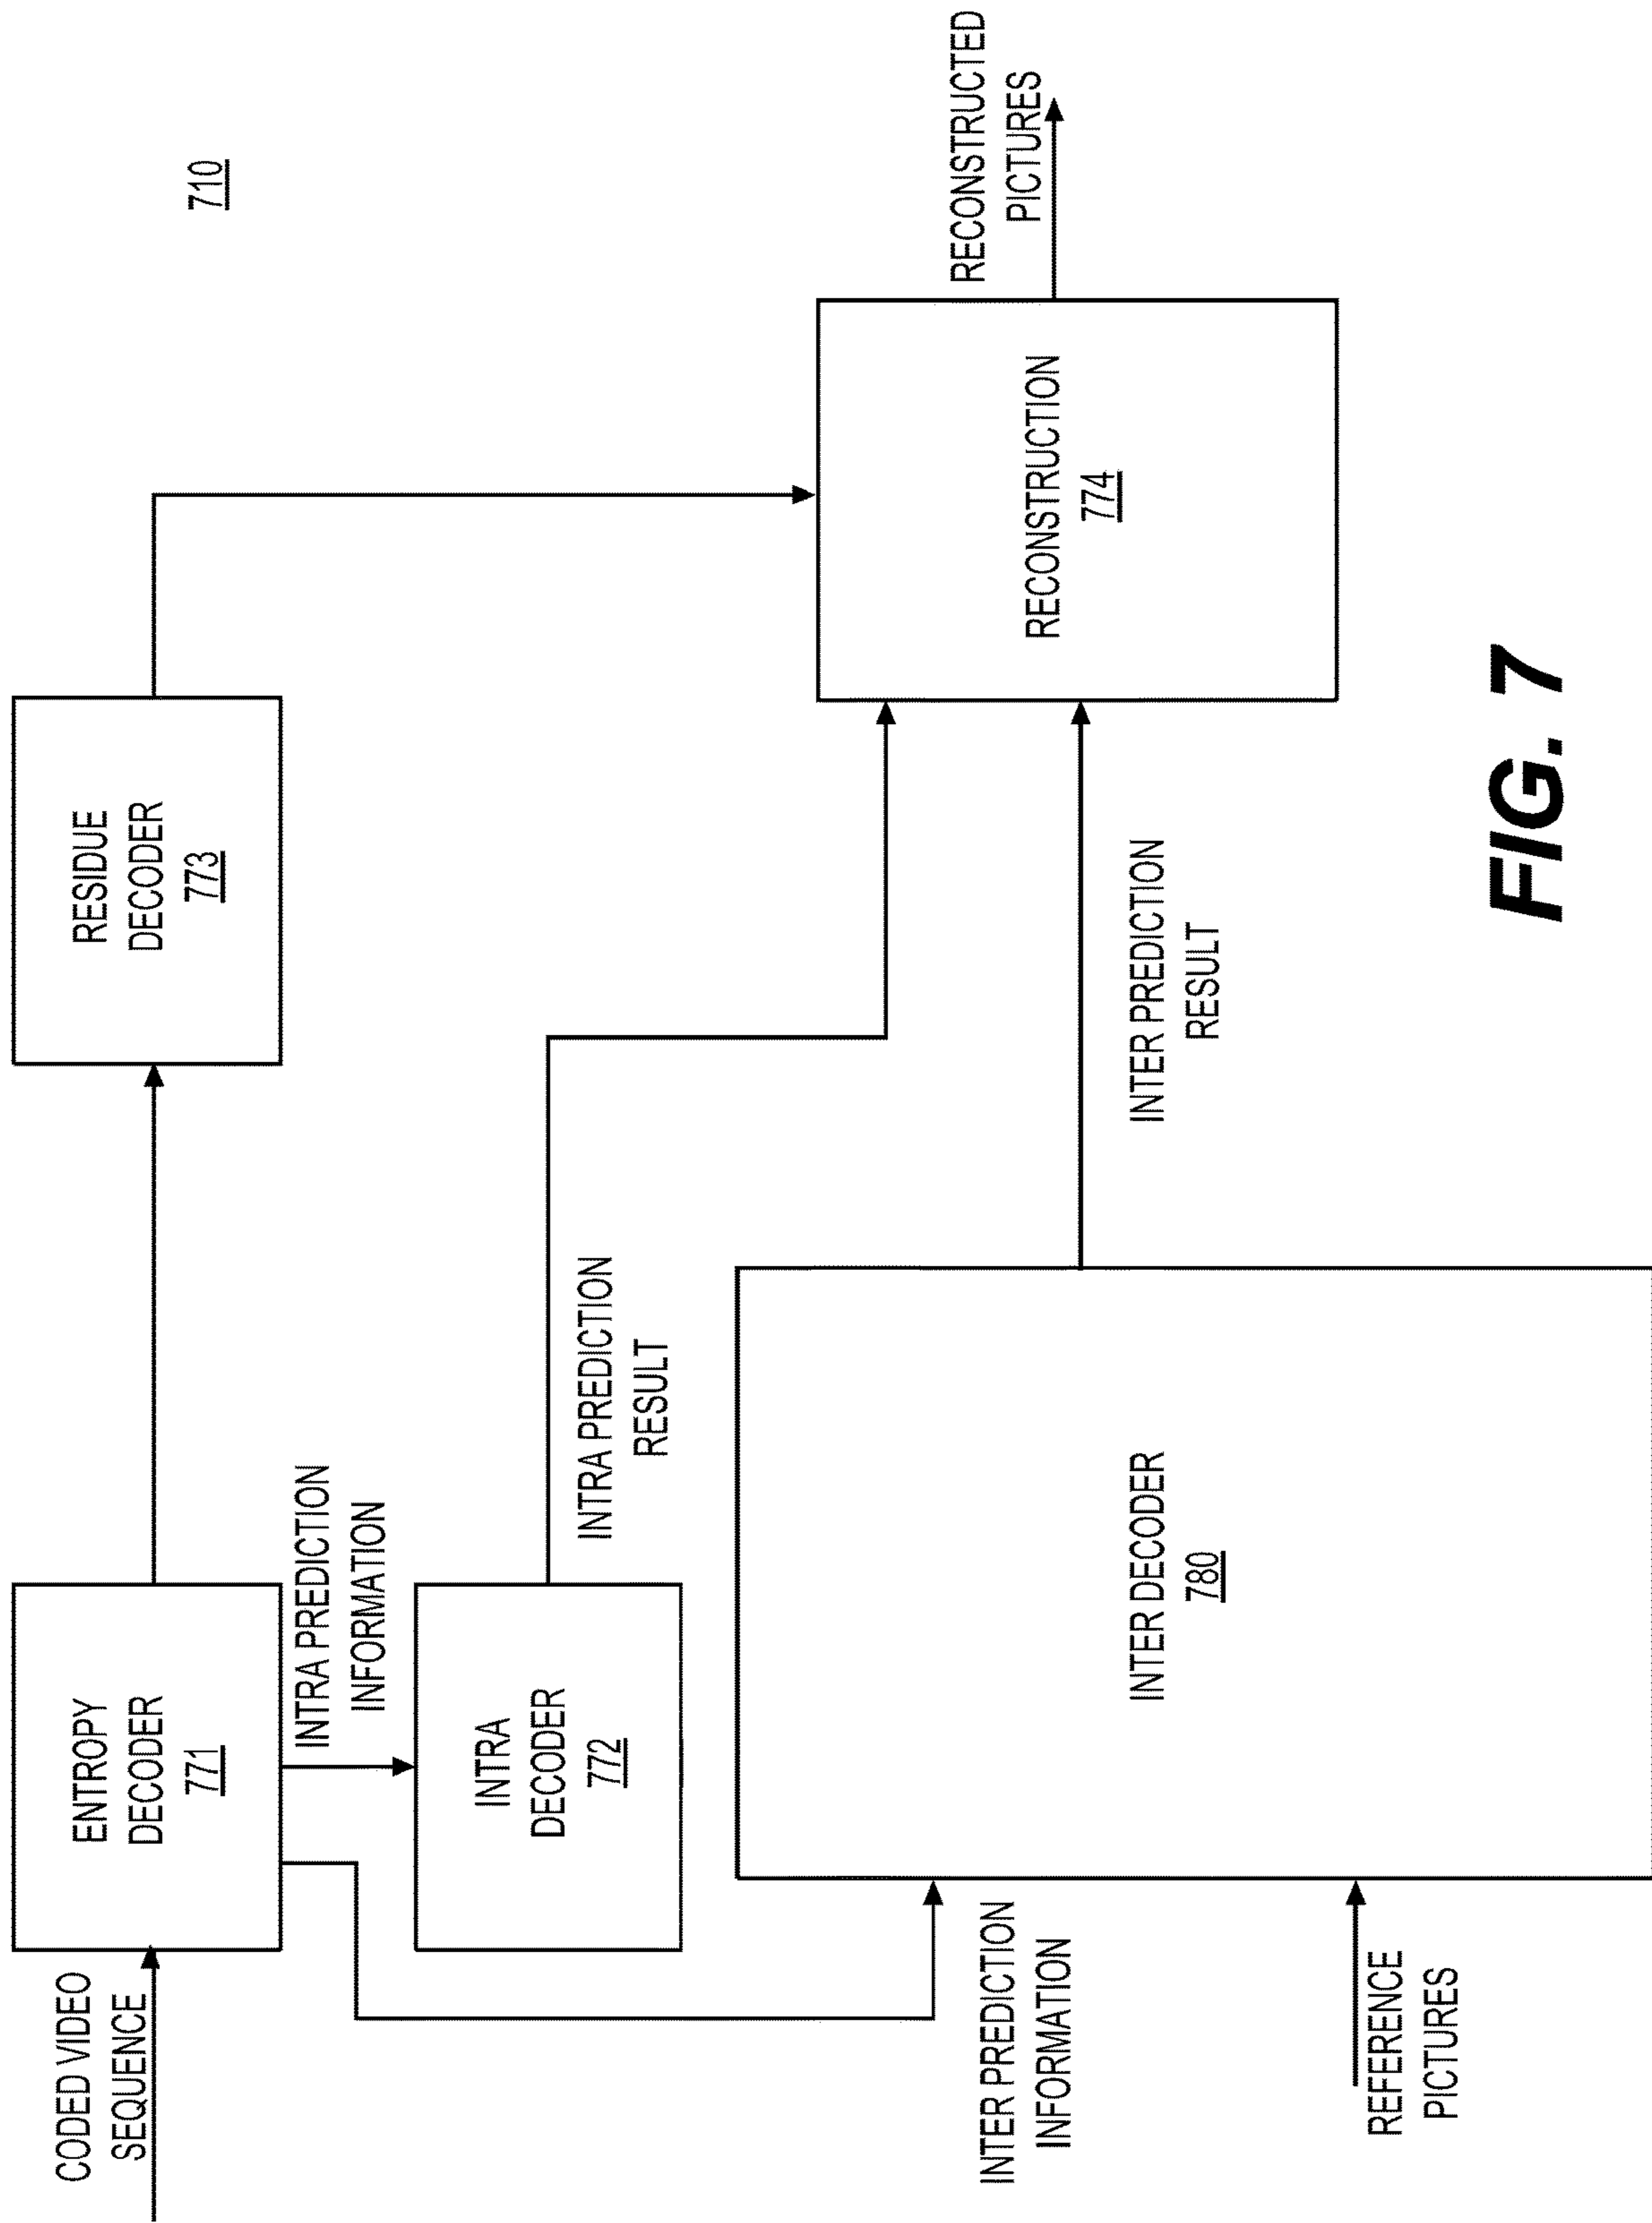 710
CODED VIDEO
SEQUENCE
ENTROPY
DECODER
771
RESIDUE
DECODER
773
INTRA PREDICTION
INFORMATION
INTRA
DECODER
772
INTRA PREDICTION
RESULT
RECONSTRUCTED
PICTURES
RECONSTRUCTION
774
INTER PREDICTION
INFORMATION
INTER DECODER
780
INTER PREDICTION
RESULT
REFERENCE
PICTURES
FIG. 7